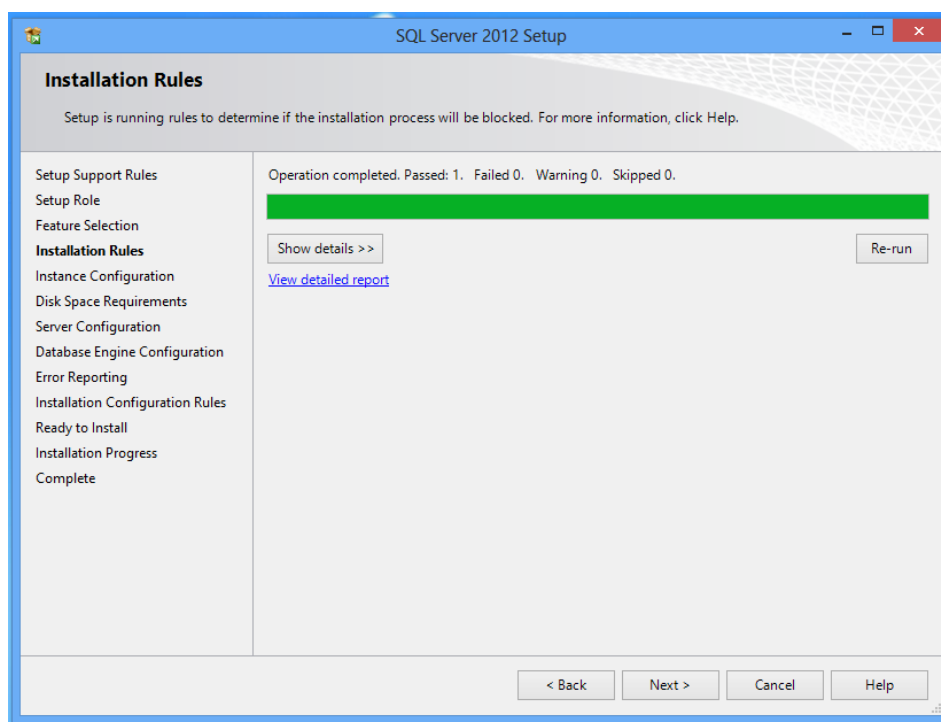 SQL Server 2012 Setup
Installation Rules
Setup is running rules to determine if the installation process will be blocked. For more information, click Help.
Setup Support Rules
Setup Role
Feature Selection
Installation Rules
Instance Configuration
Disk Space Requirements
Server Configuration
Database Engine Configuration
Error Reporting
Installation Configuration Rules
Ready to Install
Installation Progress
Complete
Operation completed. Passed: 1.   Failed 0.   Warning 0.   Skipped 0.
Show details >>
Re-run
View detailed report
< Back
Next >
Cancel
Help